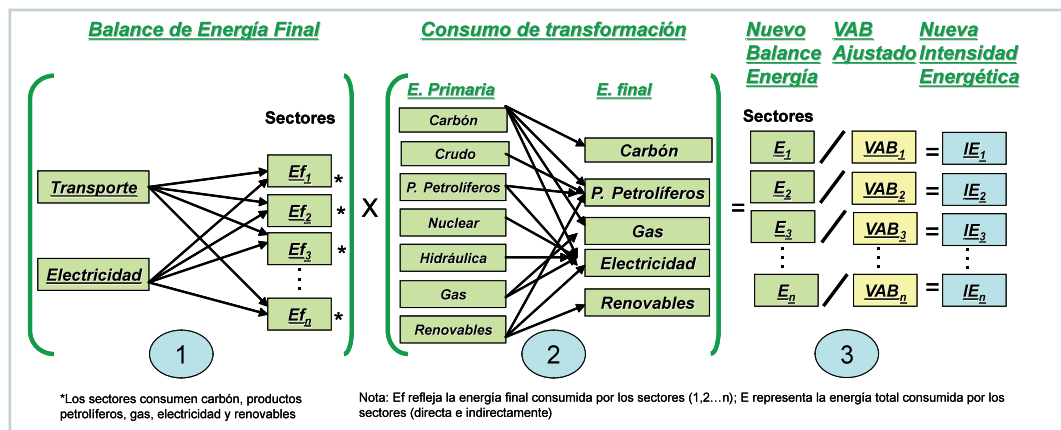 Balance de Energía Final
Consumo de transformación
Nuevo
Balance
Energía
VAB
Ajustado
Nueva
Intensidad
Energética
Sectores
Transporte
Electricidad
Ef1
*
Ef2
*
Ef3
*
Efn
*
1
X
E. Primaria
E. final
Carbón
Crudo
P. Petrolíferos
Nuclear
Hidráulica
Gas
Renovables
Carbón
P. Petrolíferos
Gas
Electricidad
Renovables
2
=
Sectores
E1 / VAB1 = IE1
E2 / VAB2 = IE2
E3 / VAB3 = IE3
En / VABn = IEn
3
*Los sectores consumen carbón, productos
petrolíferos, gas, electricidad y renovables
Nota: Ef refleja la energía final consumida por los sectores (1,2...n); E representa la energía total consumida por los
sectores (directa e indirectamente)